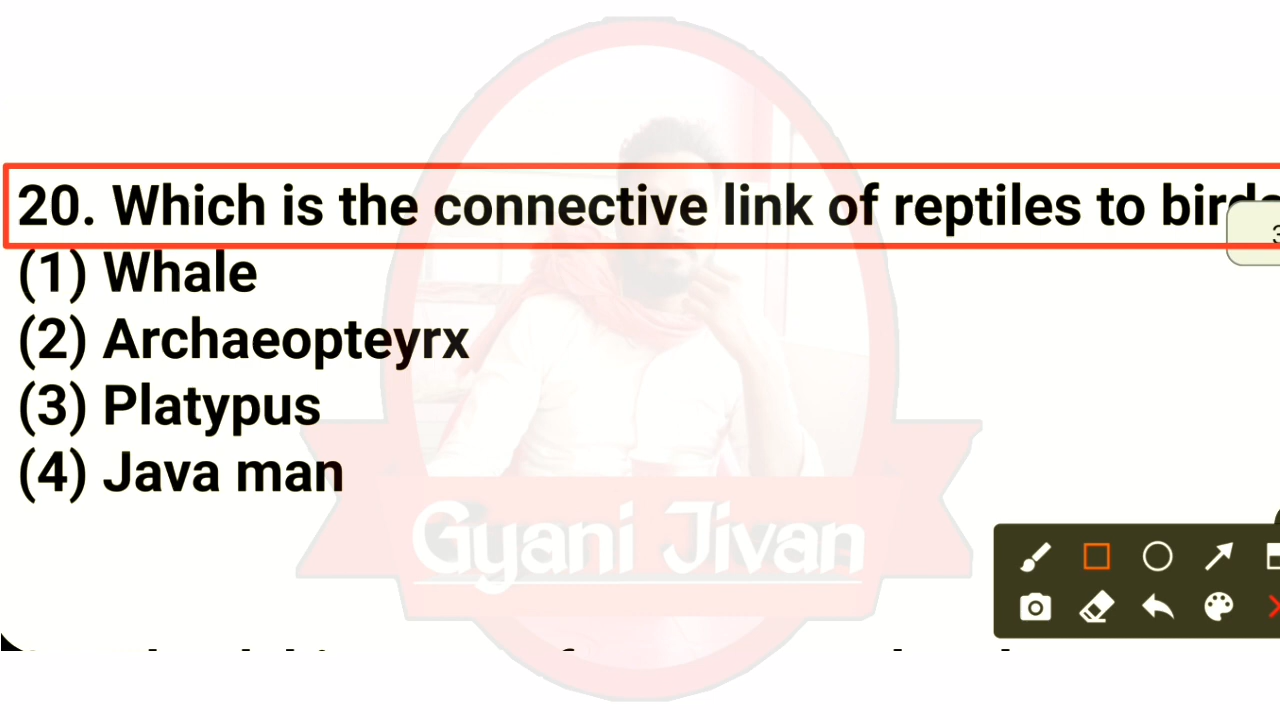 20. Which is the connective link of reptiles to birds
(1) Whale
(2) Archaeopteyrx
(3) Platypus
(4) Java man
Gyani Jivan